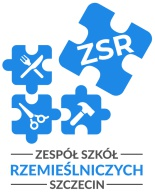 ZSR
ZESPÓŁ SZKÓŁ
RZEMIEŚLNICZYCH
SZCZECIN